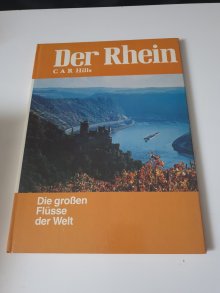 Der Rhein
C A R Hills
Die großen
Flüsse
der Welt